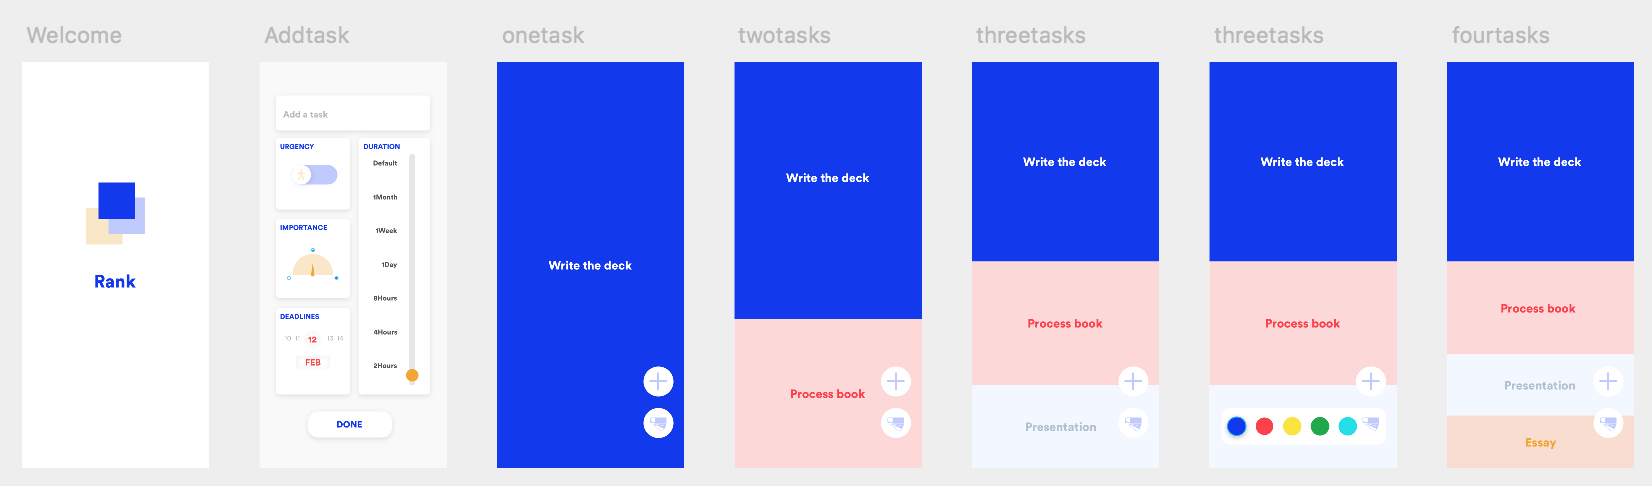 Welcome
Addtask
onetask
twotasks
threetasks
threetasks
fourtasks
Rank
Add a task
URGENCY
IMPORTANCE
DEADLINES
10 11 12 13 14
FEB
DURATION
Default
1Month
1Week
1Day
8Hours
4Hours
2Hours
DONE
Write the deck
Write the deck
Process book
Write the deck
Process book
Presentation
Write the deck
Process book
Write the deck
Process book
Presentation
Essay